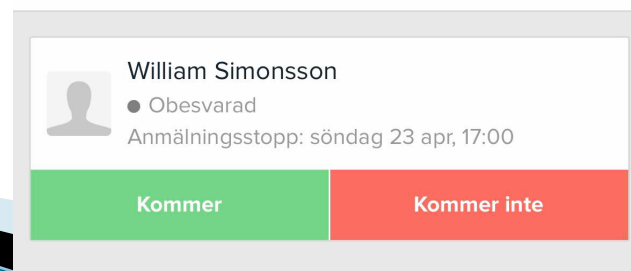 William Simonsson
Obesvarad
Anmälningsstopp: söndag 23 apr, 17:00
Kommer
Kommer inte